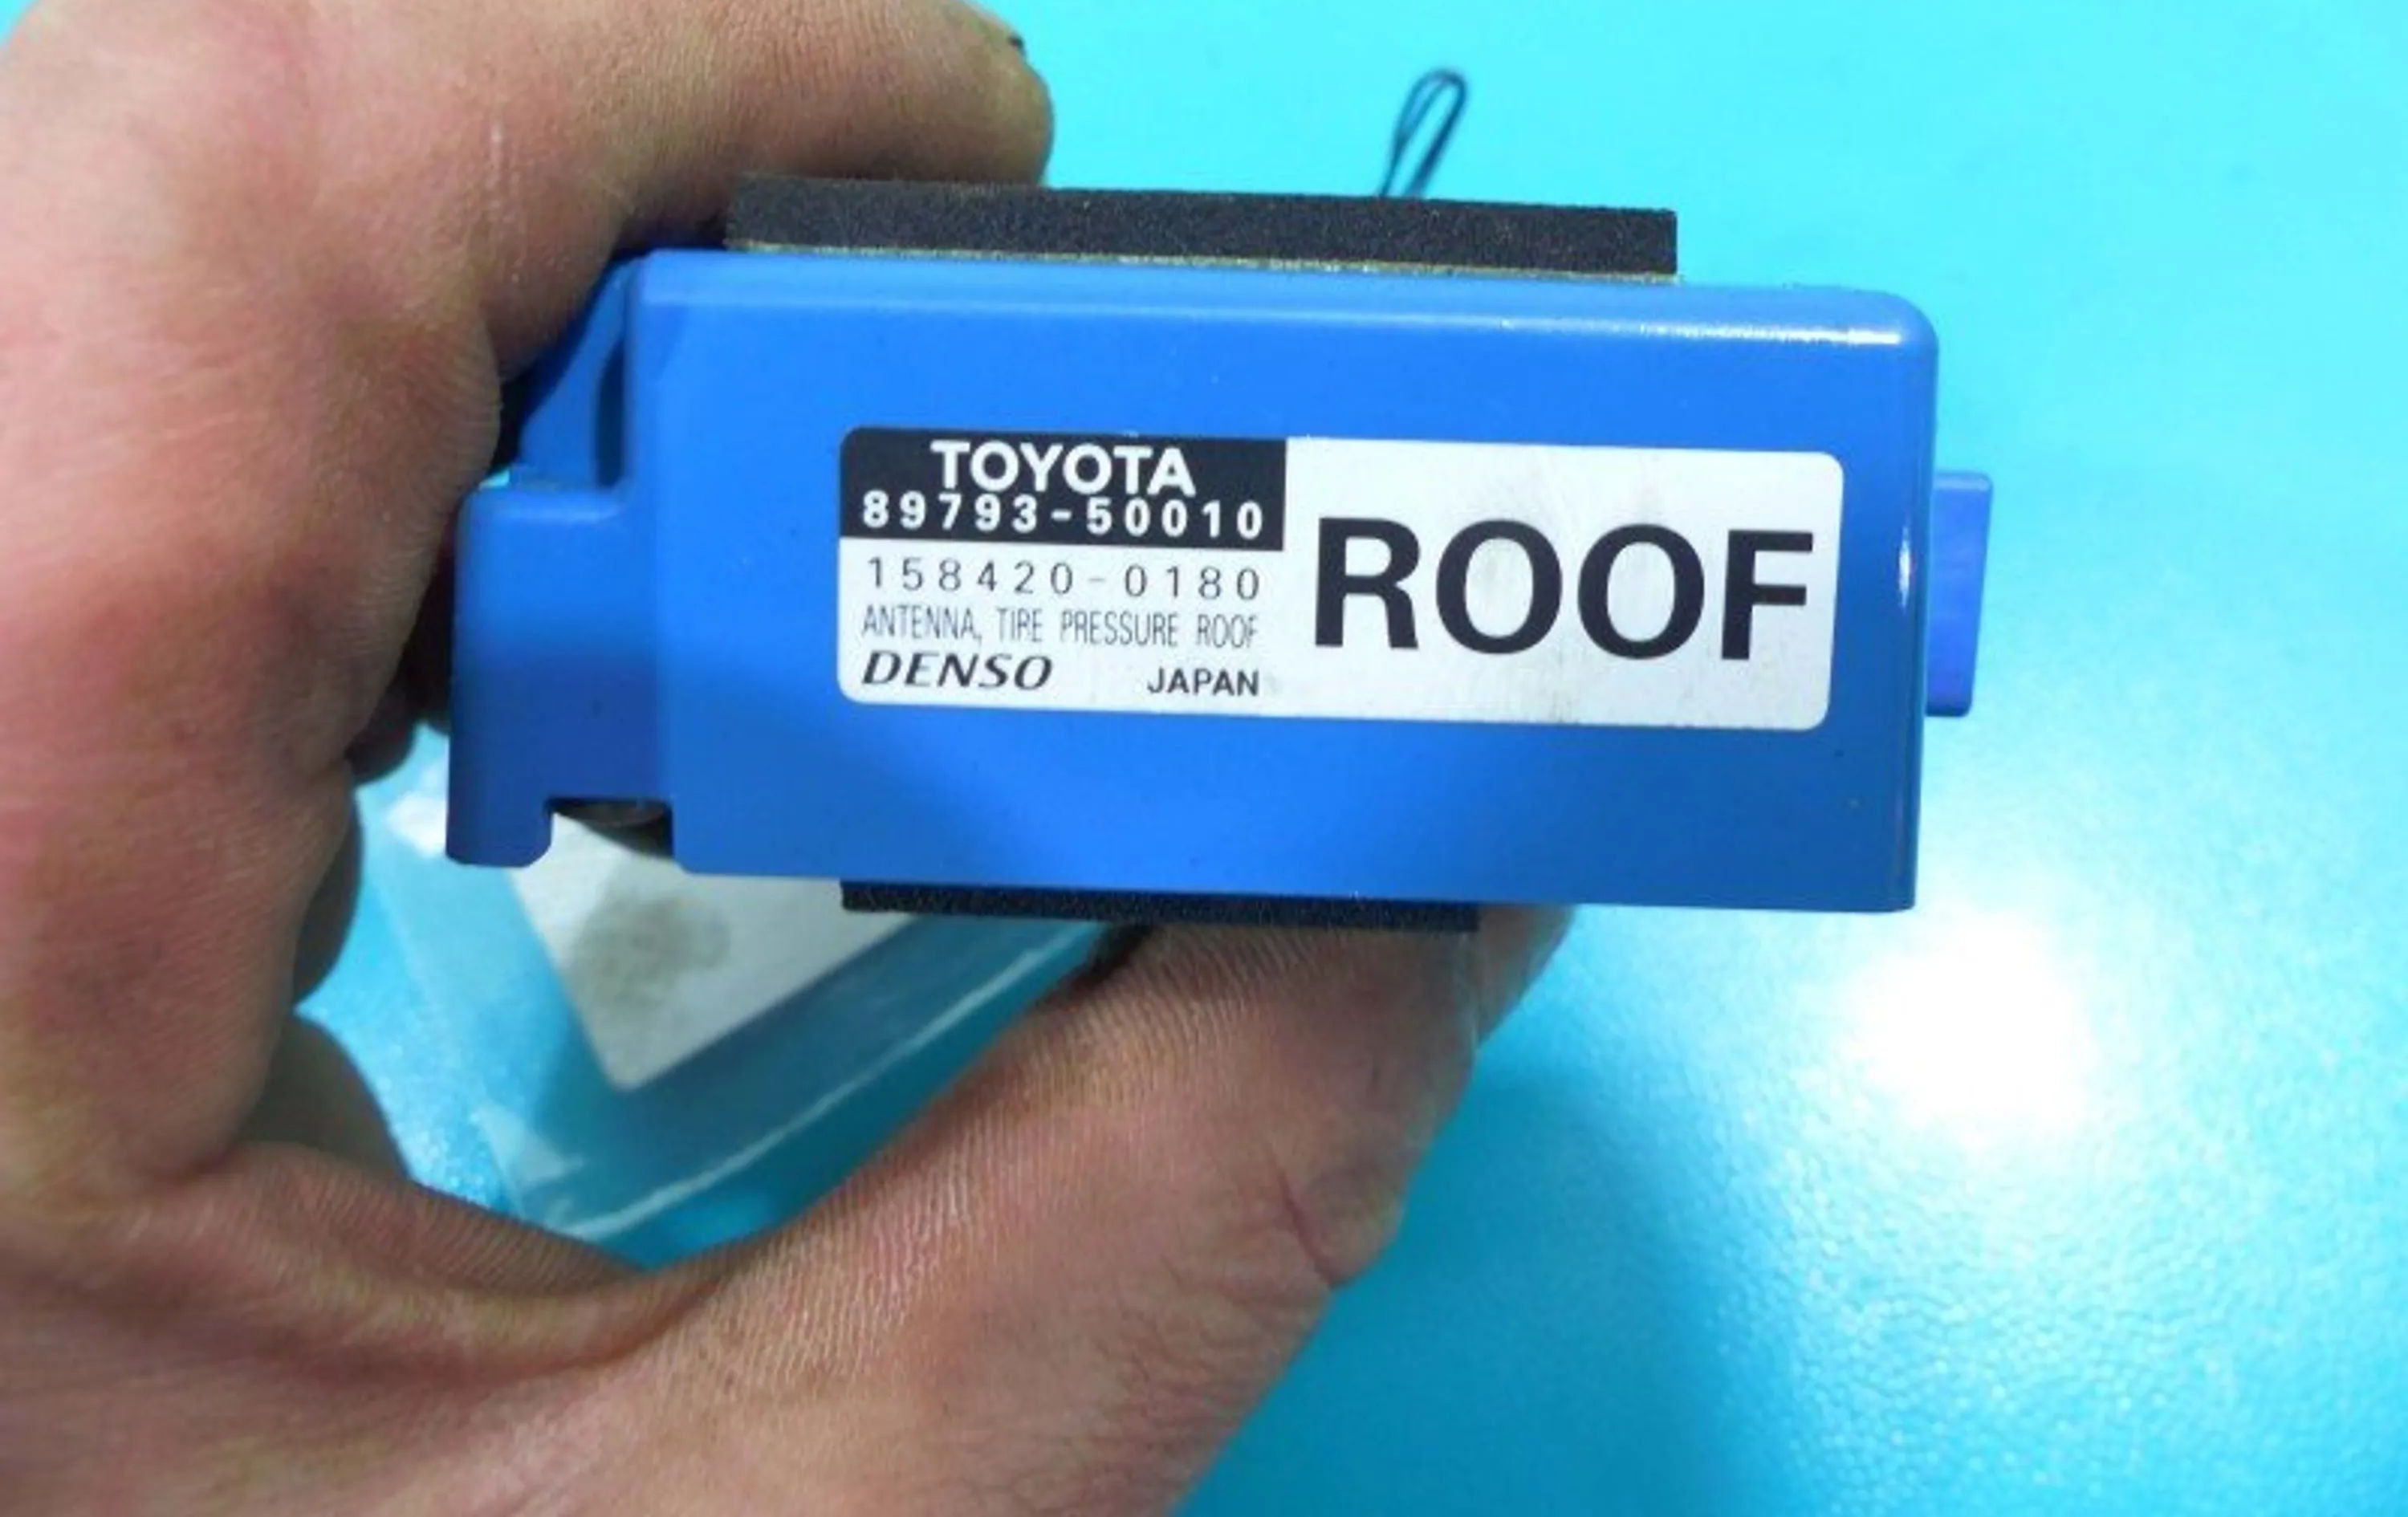 TOYOTA
89793-50010
158420-0180
ANTENNA, TIRE PRESSURE ROOF
DENSO JAPAN
ROOF